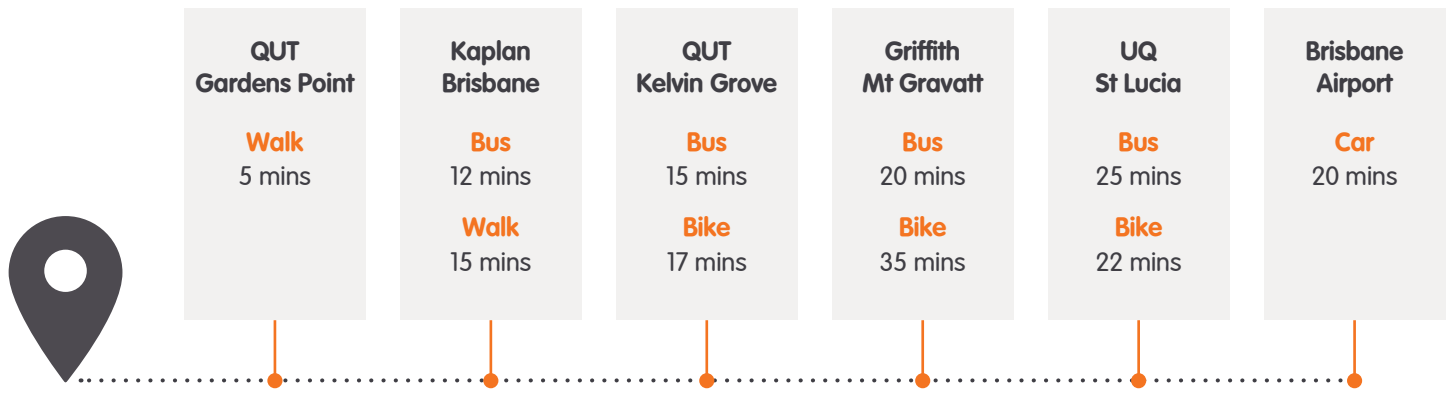 QUT
Gardens Point
Walk
5 mins
Kaplan
Brisbane
Bus
12 mins
Walk
15 mins
QUT
Kelvin Grove
Bus
15 mins
Bike
17 mins
Griffith
Mt Gravatt
Bus
20 mins
Bike
35 mins
UQ
St Lucia
Bus
25 mins
Bike
22 mins
Brisbane
Airport
Car
20 mins